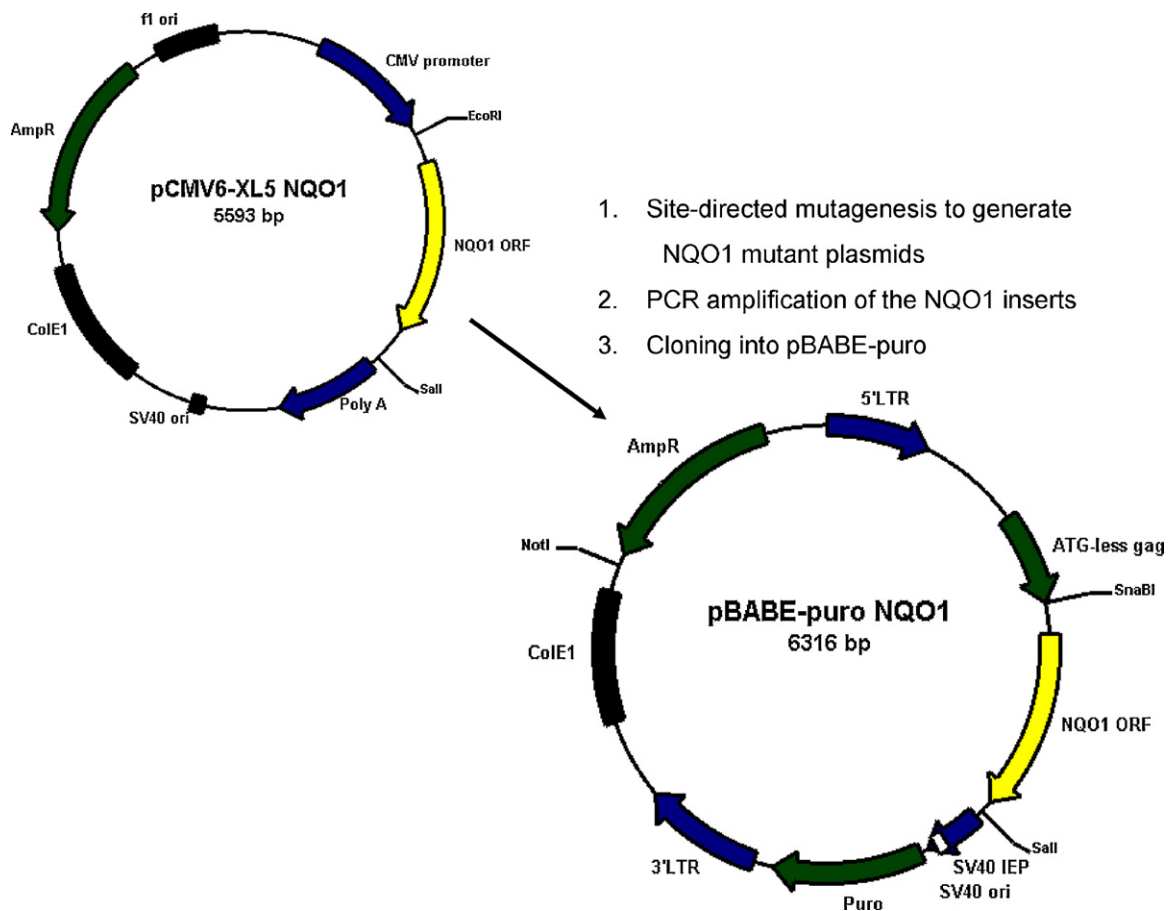 f1 ori
CMV promoter
EcoRI
AmpR
pCMV6-XL5 NQO1
5593 bp
NQO1 ORF
ColE1
SalI
Poly A
SV40 ori
1. Site-directed mutagenesis to generate
NQO1 mutant plasmids
2. PCR amplification of the NQO1 inserts
3. Cloning into pBABE-puro
5'LTR
AmpR
NotI
ATG-less gag
SnaBI
pBABE-puro NQO1
6316 bp
ColE1
NQO1 ORF
SalI
SV40 IEP
SV40 ori
3'LTR
Puro